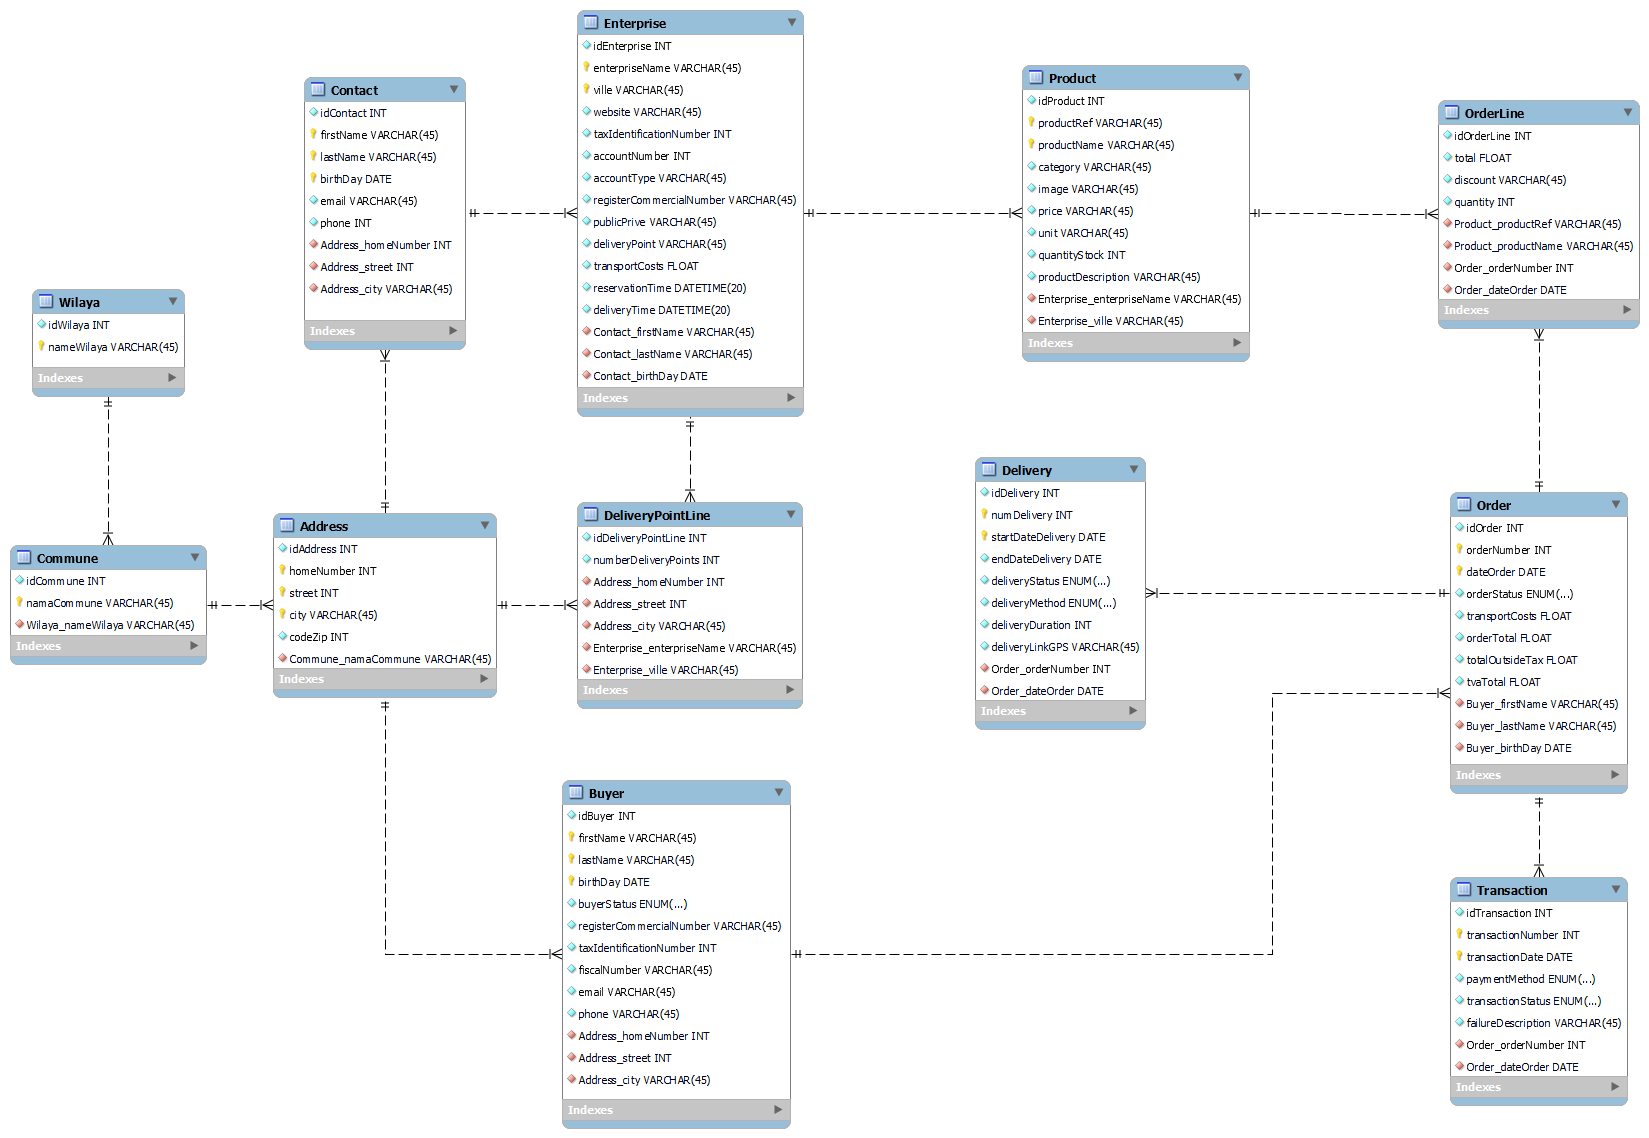 Enterprise
idEnterprise INT
enterpriseName VARCHAR(45)
ville VARCHAR(45)
website VARCHAR(45)
taxIdentificationNumber INT
accountNumber INT
accountType VARCHAR(45)
registerCommercialNumber VARCHAR(45)
publicPrive VARCHAR(45)
deliveryPoint VARCHAR(45)
transportCosts FLOAT
reservationTime DATETIME(20)
deliveryTime DATETIME(20)
Contact_firstName VARCHAR(45)
Contact_lastName VARCHAR(45)
Contact_birthDay DATE
Indexes
Contact
idContact INT
firstName VARCHAR(45)
lastName VARCHAR(45)
birthDay DATE
email VARCHAR(45)
phone INT
Address_homeNumber INT
Address_street INT
Address_city VARCHAR(45)
Indexes
Product
idProduct INT
productRef VARCHAR(45)
productName VARCHAR(45)
category VARCHAR(45)
image VARCHAR(45)
price VARCHAR(45)
unit VARCHAR(45)
quantityStock INT
productDescription VARCHAR(45)
Enterprise_enterpriseName VARCHAR(45)
Enterprise_ville VARCHAR(45)
Indexes
OrderLine
idOrderLine INT
total FLOAT
discount VARCHAR(45)
quantity INT
Product_productRef VARCHAR(45)
Product_productName VARCHAR(45)
Order_orderNumber INT
Order_dateOrder DATE
Indexes
Wilaya
idWilaya INT
nameWilaya VARCHAR(45)
Indexes
Commune
idCommune INT
namaCommune VARCHAR(45)
Wilaya_nameWilaya VARCHAR(45)
Indexes
Address
idAddress INT
homeNumber INT
street INT
city VARCHAR(45)
codeZip INT
Commune_namaCommune VARCHAR(45)
Indexes
DeliveryPointLine
idDeliveryPointLine INT
numberDeliveryPoints INT
Address_homeNumber INT
Address_street INT
Address_city VARCHAR(45)
Enterprise_enterpriseName VARCHAR(45)
Enterprise_ville VARCHAR(45)
Indexes
Delivery
idDelivery INT
numDelivery INT
startDateDelivery DATE
endDateDelivery DATE
deliveryStatus ENUM(...)
deliveryMethod ENUM(...)
deliveryDuration INT
deliveryLinkGPS VARCHAR(45)
Order_orderNumber INT
Order_dateOrder DATE
Indexes
Order
idOrder INT
orderNumber INT
dateOrder DATE
orderStatus ENUM(...)
transportCosts FLOAT
orderTotal FLOAT
totalOutsideTax FLOAT
tvaTotal FLOAT
Buyer_firstName VARCHAR(45)
Buyer_lastName VARCHAR(45)
Buyer_birthDay DATE
Indexes
Buyer
idBuyer INT
firstName VARCHAR(45)
lastName VARCHAR(45)
birthDay DATE
buyerStatus ENUM(...)
registerCommercialNumber VARCHAR(45)
taxIdentificationNumber INT
fiscalNumber VARCHAR(45)
email VARCHAR(45)
phone VARCHAR(45)
Address_homeNumber INT
Address_street INT
Address_city VARCHAR(45)
Indexes
Transaction
idTransaction INT
transactionNumber INT
transactionDate DATE
paymentMethod ENUM(...)
transactionStatus ENUM(...)
failureDescription VARCHAR(45)
Order_orderNumber INT
Order_dateOrder DATE
Indexes